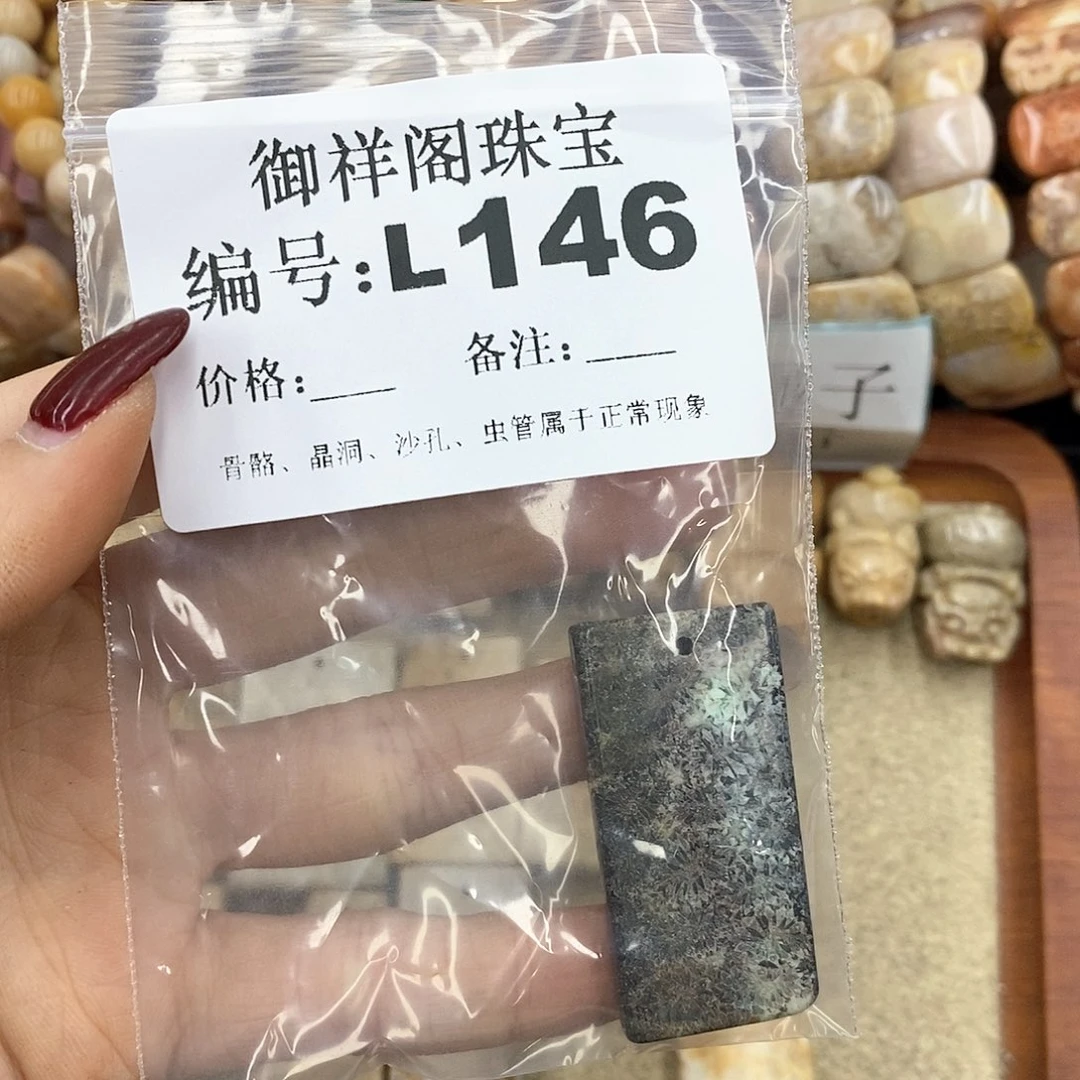 御祥阁珠宝
编号:L146
价格:____ 备注:____
骨骼、晶洞、沙孔、虫管属于正常现象
子